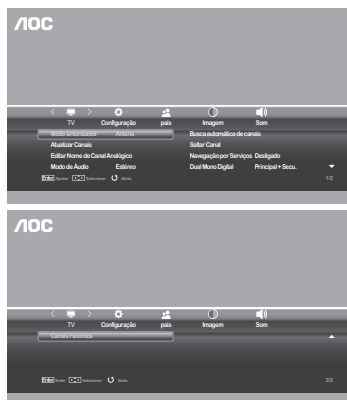 AOC
TV Configuração pais Imagem Som
Modo sintonizador Antena Busca automática de canais
Atualizar Canais Saltar Canal
Editar Nome de Canal Analógico Navegação por Serviços Desligado
Modo de Áudio Estéreo Dual Mono Digital Principal + Secu.
Enter Selecionar Atrás 1/2
AOC
TV Configuração pais Imagem Som
Canais Favoritos
Enter Selecionar Atrás 2/2